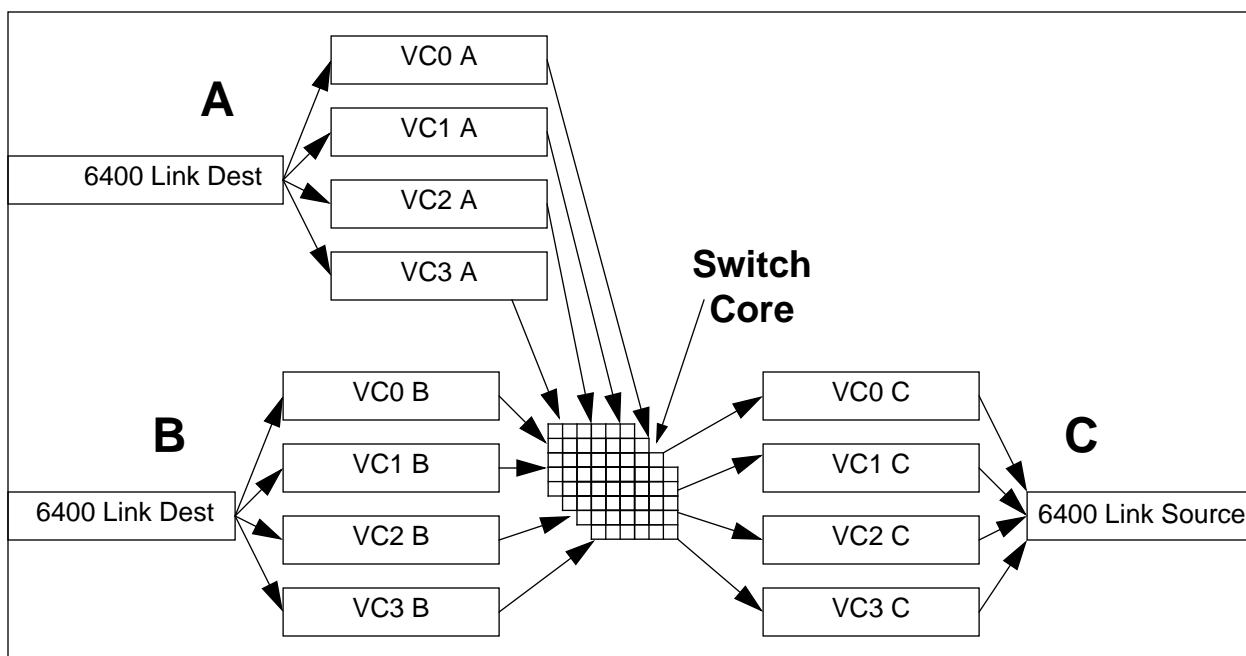 A
6400 Link Dest
VC0 A
VC1 A
VC2 A
VC3 A
Switch
Core
B
6400 Link Dest
VC0 B
VC1 B
VC2 B
VC3 B
VC0 C
VC1 C
VC2 C
VC3 C
C
6400 Link Source